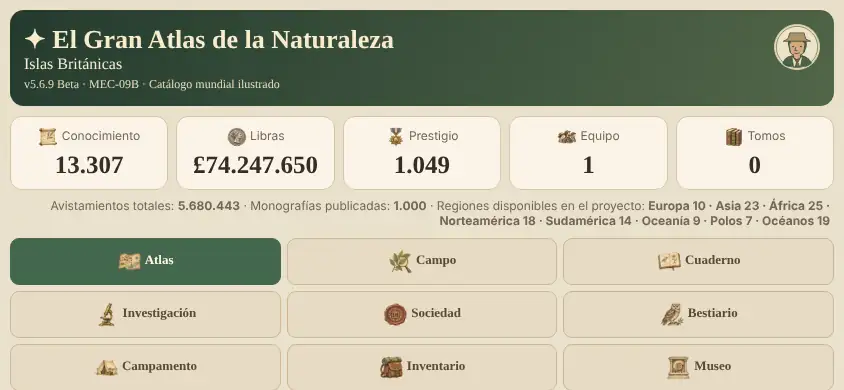 ✦ El Gran Atlas de la Naturaleza
Islas Británicas
v5.6.9 Beta · MEC-09B · Catálogo mundial ilustrado
Conocimiento
13.307
Libras
£74.247.650
Prestigio
1.049
Equipo
1
Tomos
0
Avistamientos totales: 5.680.443 · Monografías publicadas: 1.000 · Regiones disponibles en el proyecto: Europa 10 · Asia 23 · África 25 ·
Norteamérica 18 · Sudamérica 14 · Oceanía 9 · Polos 7 · Océanos 19
Atlas
Campo
Cuaderno
Investigación
Sociedad
Bestiario
Campamento
Inventario
Museo